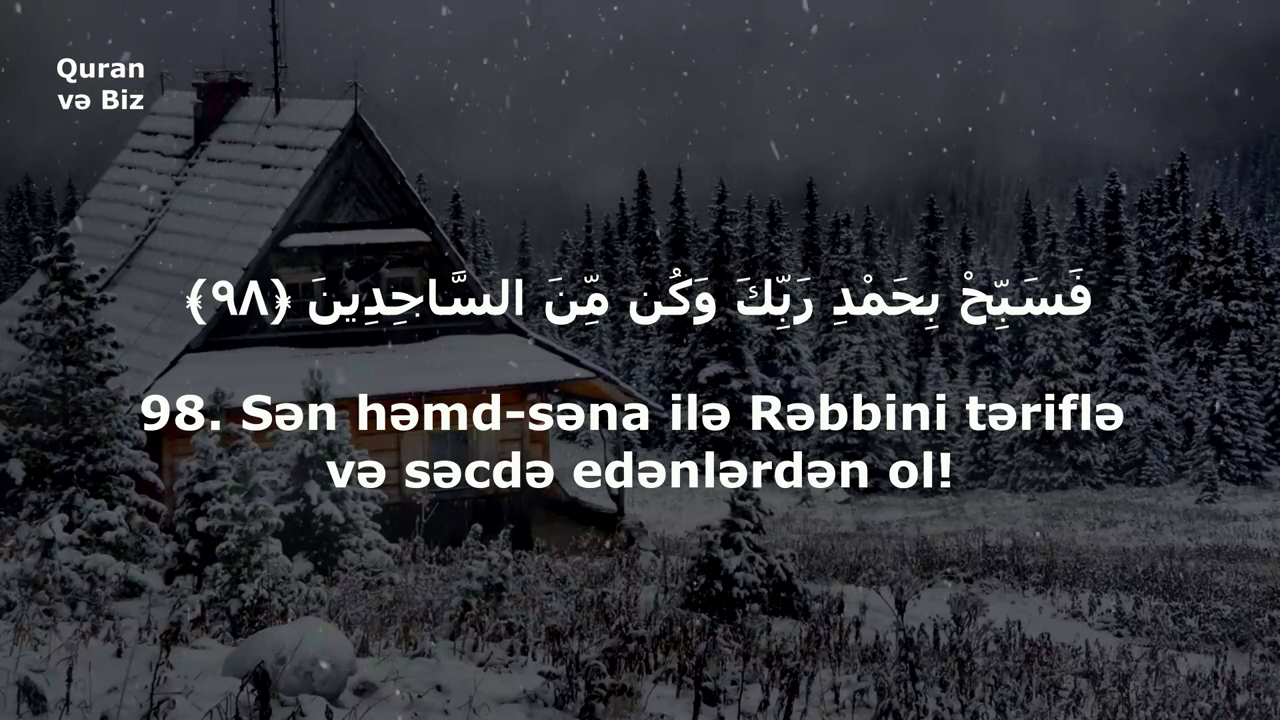 Quran
və Biz
فَسَبِّحْ بِحَمْدِ رَبِّكَ وَكُن مِّنَ السَّاجِدِينَ ﴿٩٨﴾
98. Sən həmd-səna ilə Rəbbini təriflə
və səcdə edənlərdən ol!